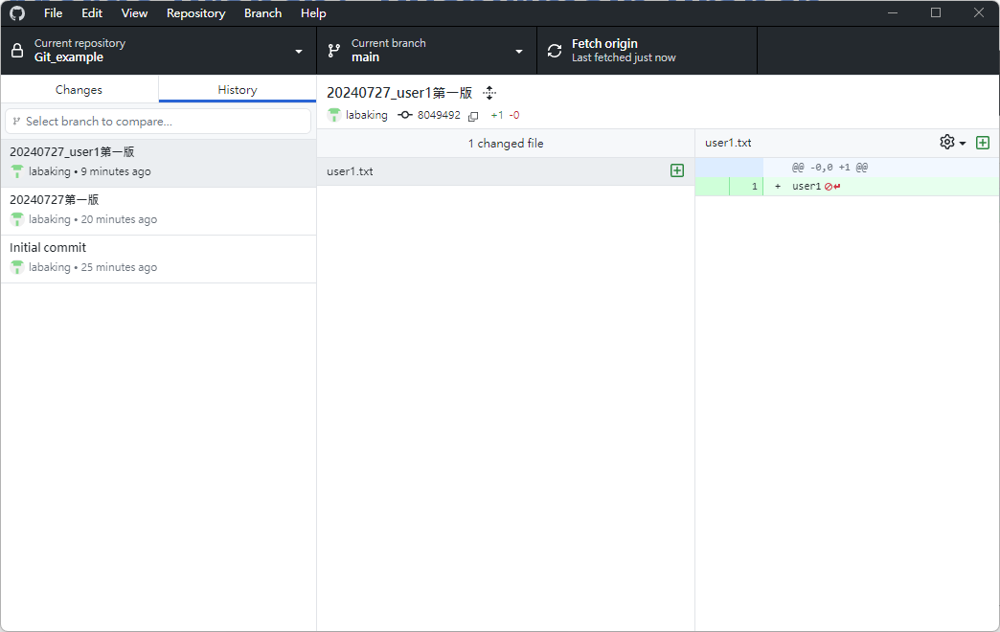 File Edit View Repository Branch Help
Current repository
Git_example
Current branch
main
Fetch origin
Last fetched just now
Changes
History
Select branch to compare...
20240727_user1第一版
labaking • 9 minutes ago
20240727第一版
labaking • 20 minutes ago
Initial commit
labaking • 25 minutes ago
20240727_user1第一版
labaking 8049492 +1 -0
1 changed file
user1.txt
user1.txt
@@ -0,0 +1 @@
1 + user1